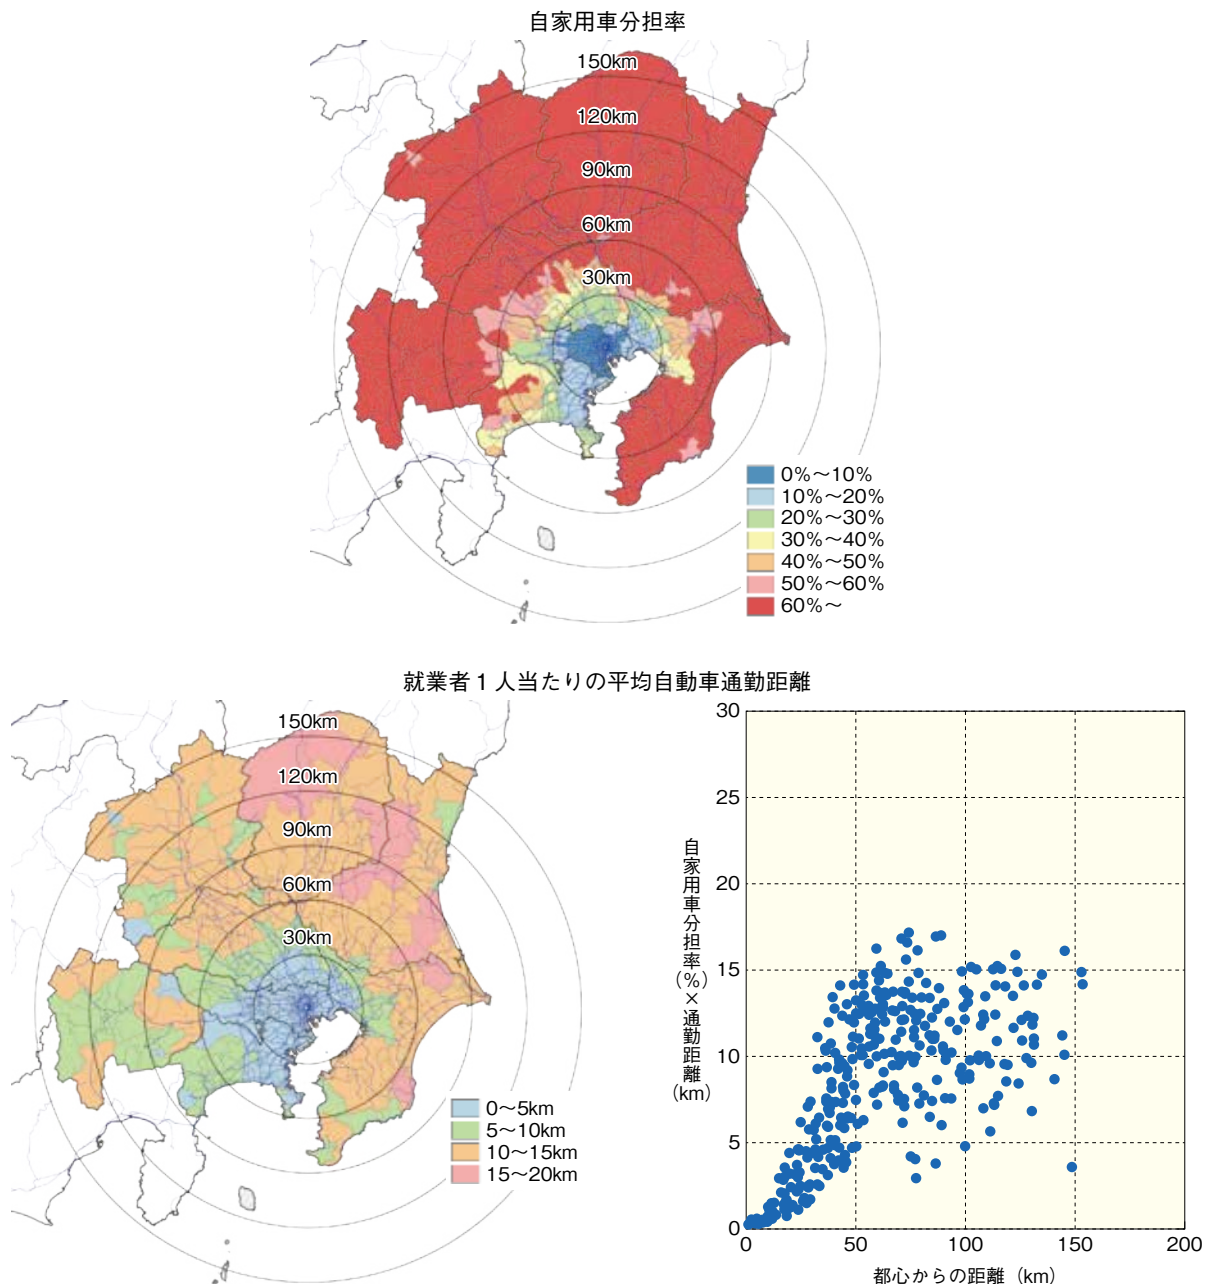 自家用車分担率
150km
120km
90km
60km
30km
0%～10%
10%～20%
20%～30%
30%～40%
40%～50%
50%～60%
60%～
就業者1人当たりの平均自動車通勤距離
150km
120km
90km
60km
30km
0～5km
5～10km
10～15km
15～20km
自家用車分担率(%)×通勤距離(km)
30
25
20
15
10
5
0
0 50 100 150 200
都心からの距離（km）